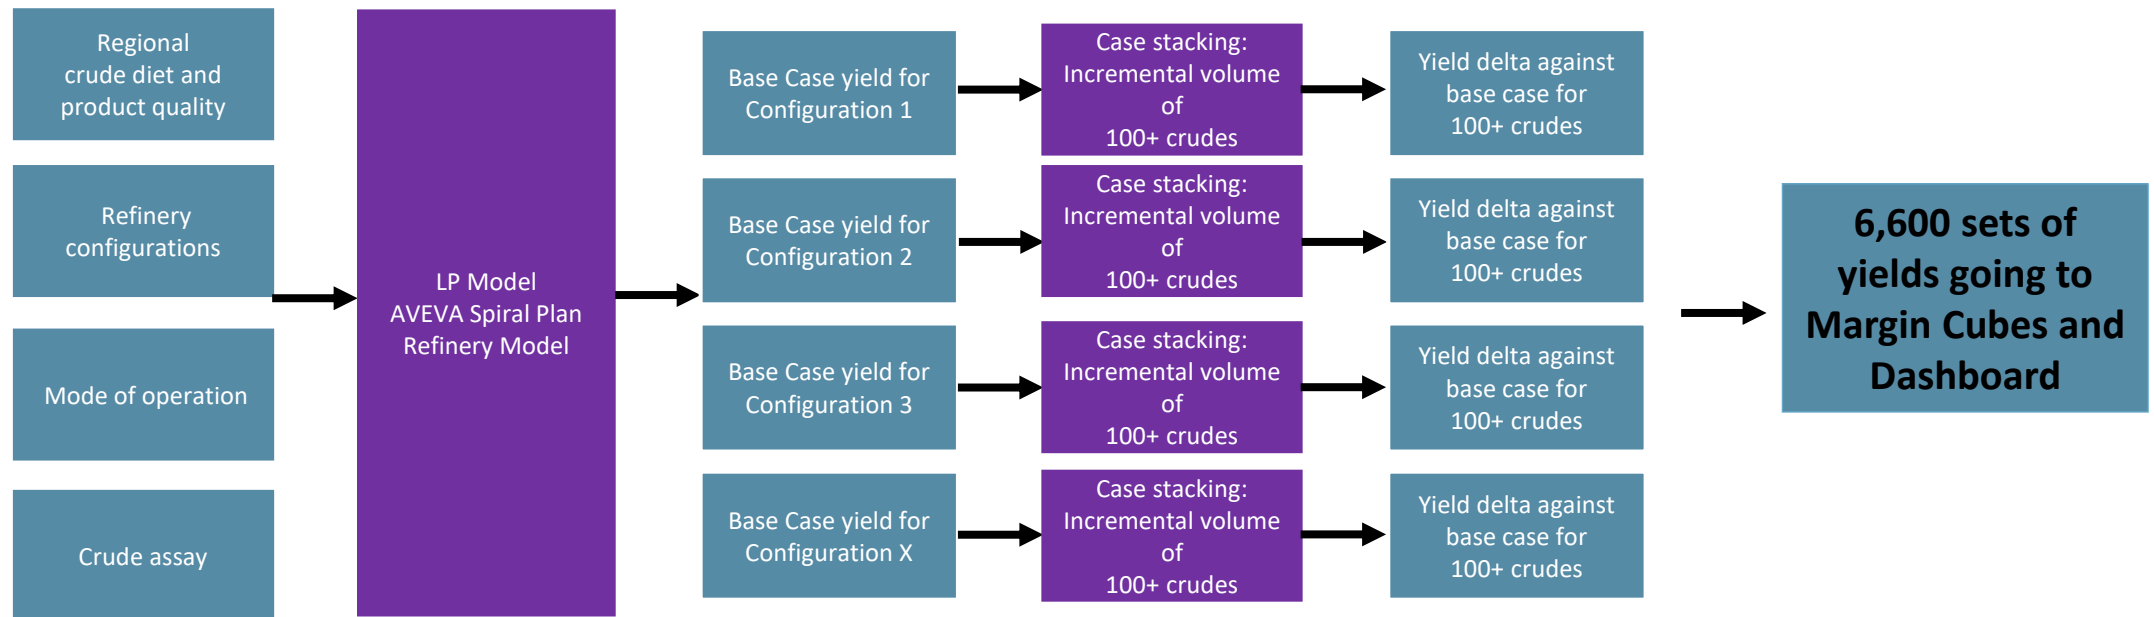 Regional
crude diet and
product quality
Refinery
configurations
Mode of operation
Crude assay
LP Model
AVEVA Spiral Plan
Refinery Model
Base Case yield for
Configuration 1
Case stacking:
Incremental volume
of
100+ crudes
Yield delta against
base case for
100+ crudes
Base Case yield for
Configuration 2
Case stacking:
Incremental volume
of
100+ crudes
Yield delta against
base case for
100+ crudes
Base Case yield for
Configuration 3
Case stacking:
Incremental volume
of
100+ crudes
Yield delta against
base case for
100+ crudes
Base Case yield for
Configuration X
Case stacking:
Incremental volume
of
100+ crudes
Yield delta against
base case for
100+ crudes
6,600 sets of
yields going to
Margin Cubes and
Dashboard